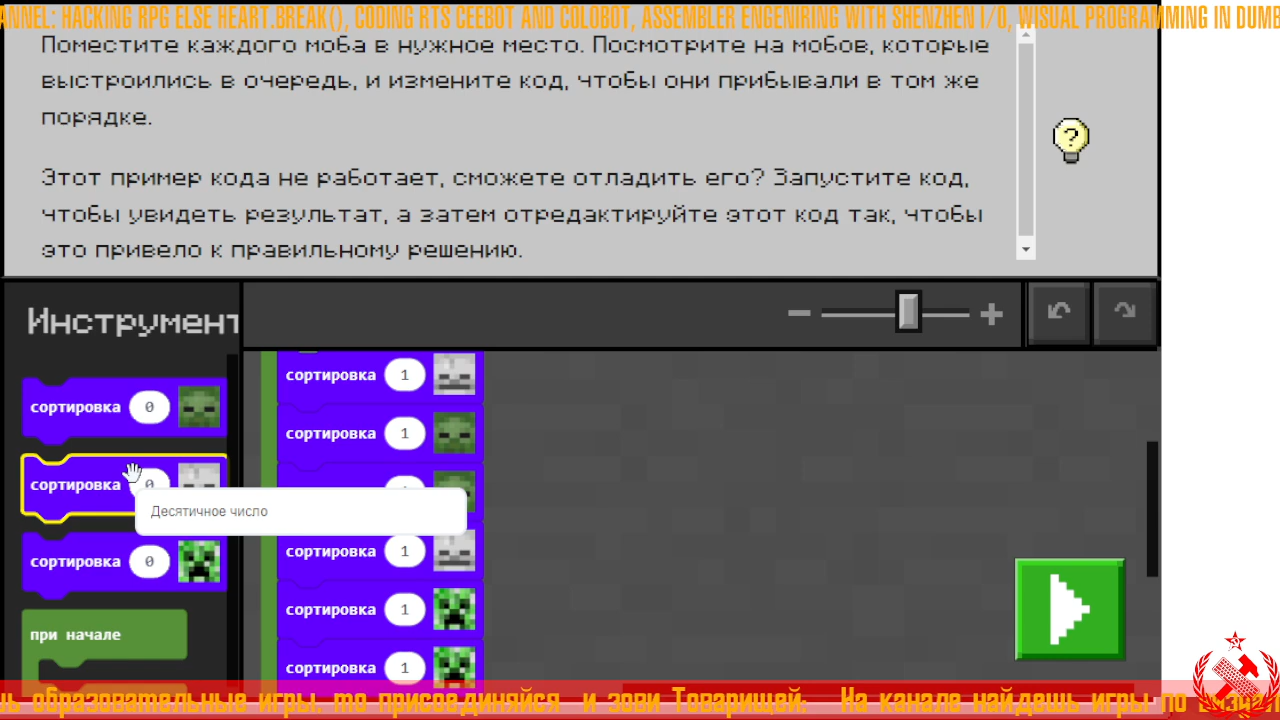 ANNEL: HACKING RPG ELSE HEART.BREAK(), CODING RTS CEEBOT AND COLOBOT, ASSEMBLER ENGENIRING WITH SHENZHEN I/O, WISUAL PROGRAMMING IN DUMB
Поместите каждого моба в нужное место. Посмотрите на мобов, которые
выстроились в очередь, и измените код, чтобы они прибывали в том же
порядке.
Этот пример кода не работает, сможете отладить его? Запустите код,
чтобы увидеть результат, а затем отредактируйте этот код так, чтобы
это привело к правильному решению.
?
Инструмент
сортировка 0
сортировка 0
Десятичное число
сортировка 0
при начале
сортировка 1
сортировка 1
сортировка 1
сортировка 1
сортировка 1
ь образовательные игры, то присоединяйся и зови Товарищей: На канале найдешь игры по